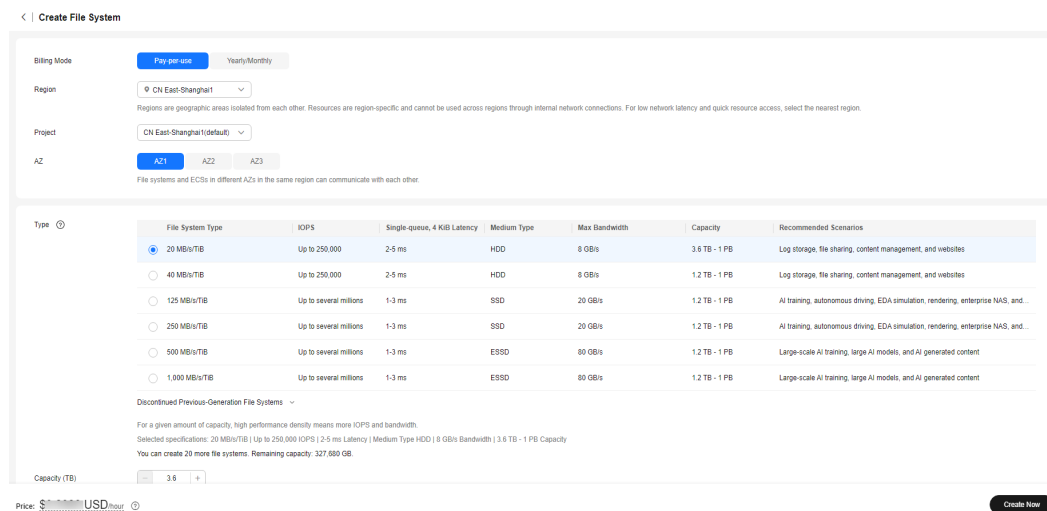 Create File System
Billing Mode Pay-per-use Yearly/Monthly
Region CN East-Shanghai1
Regions are geographic areas isolated from each other. Resources are region-specific and cannot be used across regions through internal network connections. For low network latency and quick resource access, select the nearest region.
Project CN East-Shanghai1(default)
AZ AZ1 AZ2 AZ3
File systems and ECSs in different AZs in the same region can communicate with each other.
Type ?
File System Type IOPS Single-queue, 4 KiB Latency Medium Type Max Bandwidth Capacity Recommended Scenarios
20 MB/s/TiB Up to 250,000 2-5 ms HDD 8 GB/s 3.6 TB - 1 PB Log storage, file sharing, content management, and websites
40 MB/s/TiB Up to 250,000 2-5 ms HDD 8 GB/s 1.2 TB - 1 PB Log storage, file sharing, content management, and websites
125 MB/s/TiB Up to several millions 1-3 ms SSD 20 GB/s 1.2 TB - 1 PB AI training, autonomous driving, EDA simulation, rendering, enterprise NAS, and...
250 MB/s/TiB Up to several millions 1-3 ms SSD 20 GB/s 1.2 TB - 1 PB AI training, autonomous driving, EDA simulation, rendering, enterprise NAS, and...
500 MB/s/TiB Up to several millions 1-3 ms ESSD 80 GB/s 1.2 TB - 1 PB Large-scale AI training, large AI models, and AI generated content
1,000 MB/s/TiB Up to several millions 1-3 ms ESSD 80 GB/s 1.2 TB - 1 PB Large-scale AI training, large AI models, and AI generated content
Discontinued Previous-Generation File Systems
For a given amount of capacity, high performance density means more IOPS and bandwidth.
Selected specifications: 20 MB/s/TiB | Up to 250,000 IOPS | 2-5 ms Latency | Medium Type HDD | 8 GB/s Bandwidth | 3.6 TB - 1 PB Capacity
You can create 20 more file systems. Remaining capacity: 327,680 GB.
Capacity (TB) − 3.6 +
Price: $ USD/hour ? Create Now